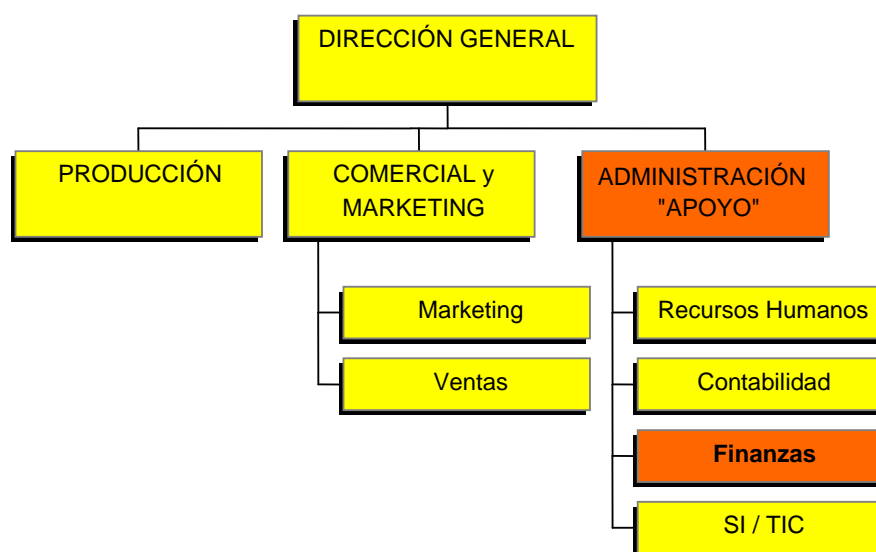 DIRECCIÓN GENERAL
PRODUCCIÓN
COMERCIAL y
MARKETING
ADMINISTRACIÓN
"APOYO"
Marketing
Ventas
Recursos Humanos
Contabilidad
Finanzas
SI / TIC